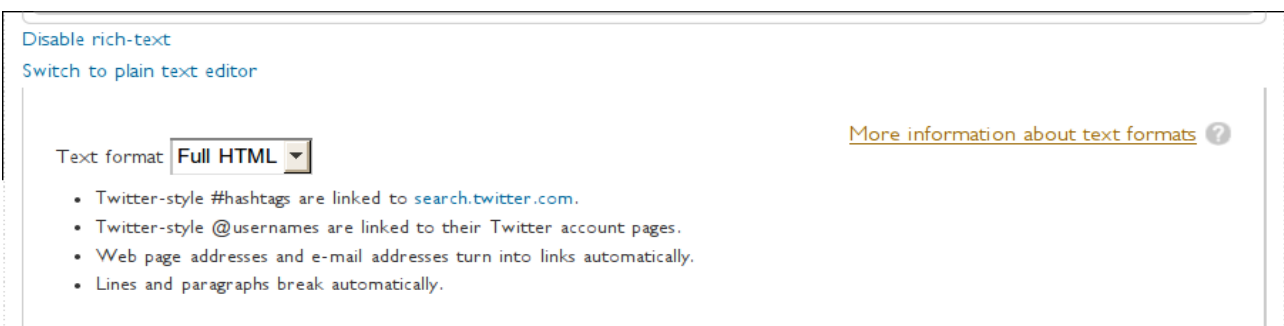 Disable rich-text
Switch to plain text editor
More information about text formats ?
Text format Full HTML
• Twitter-style #hashtags are linked to search.twitter.com.
• Twitter-style @usernames are linked to their Twitter account pages.
• Web page addresses and e-mail addresses turn into links automatically.
• Lines and paragraphs break automatically.